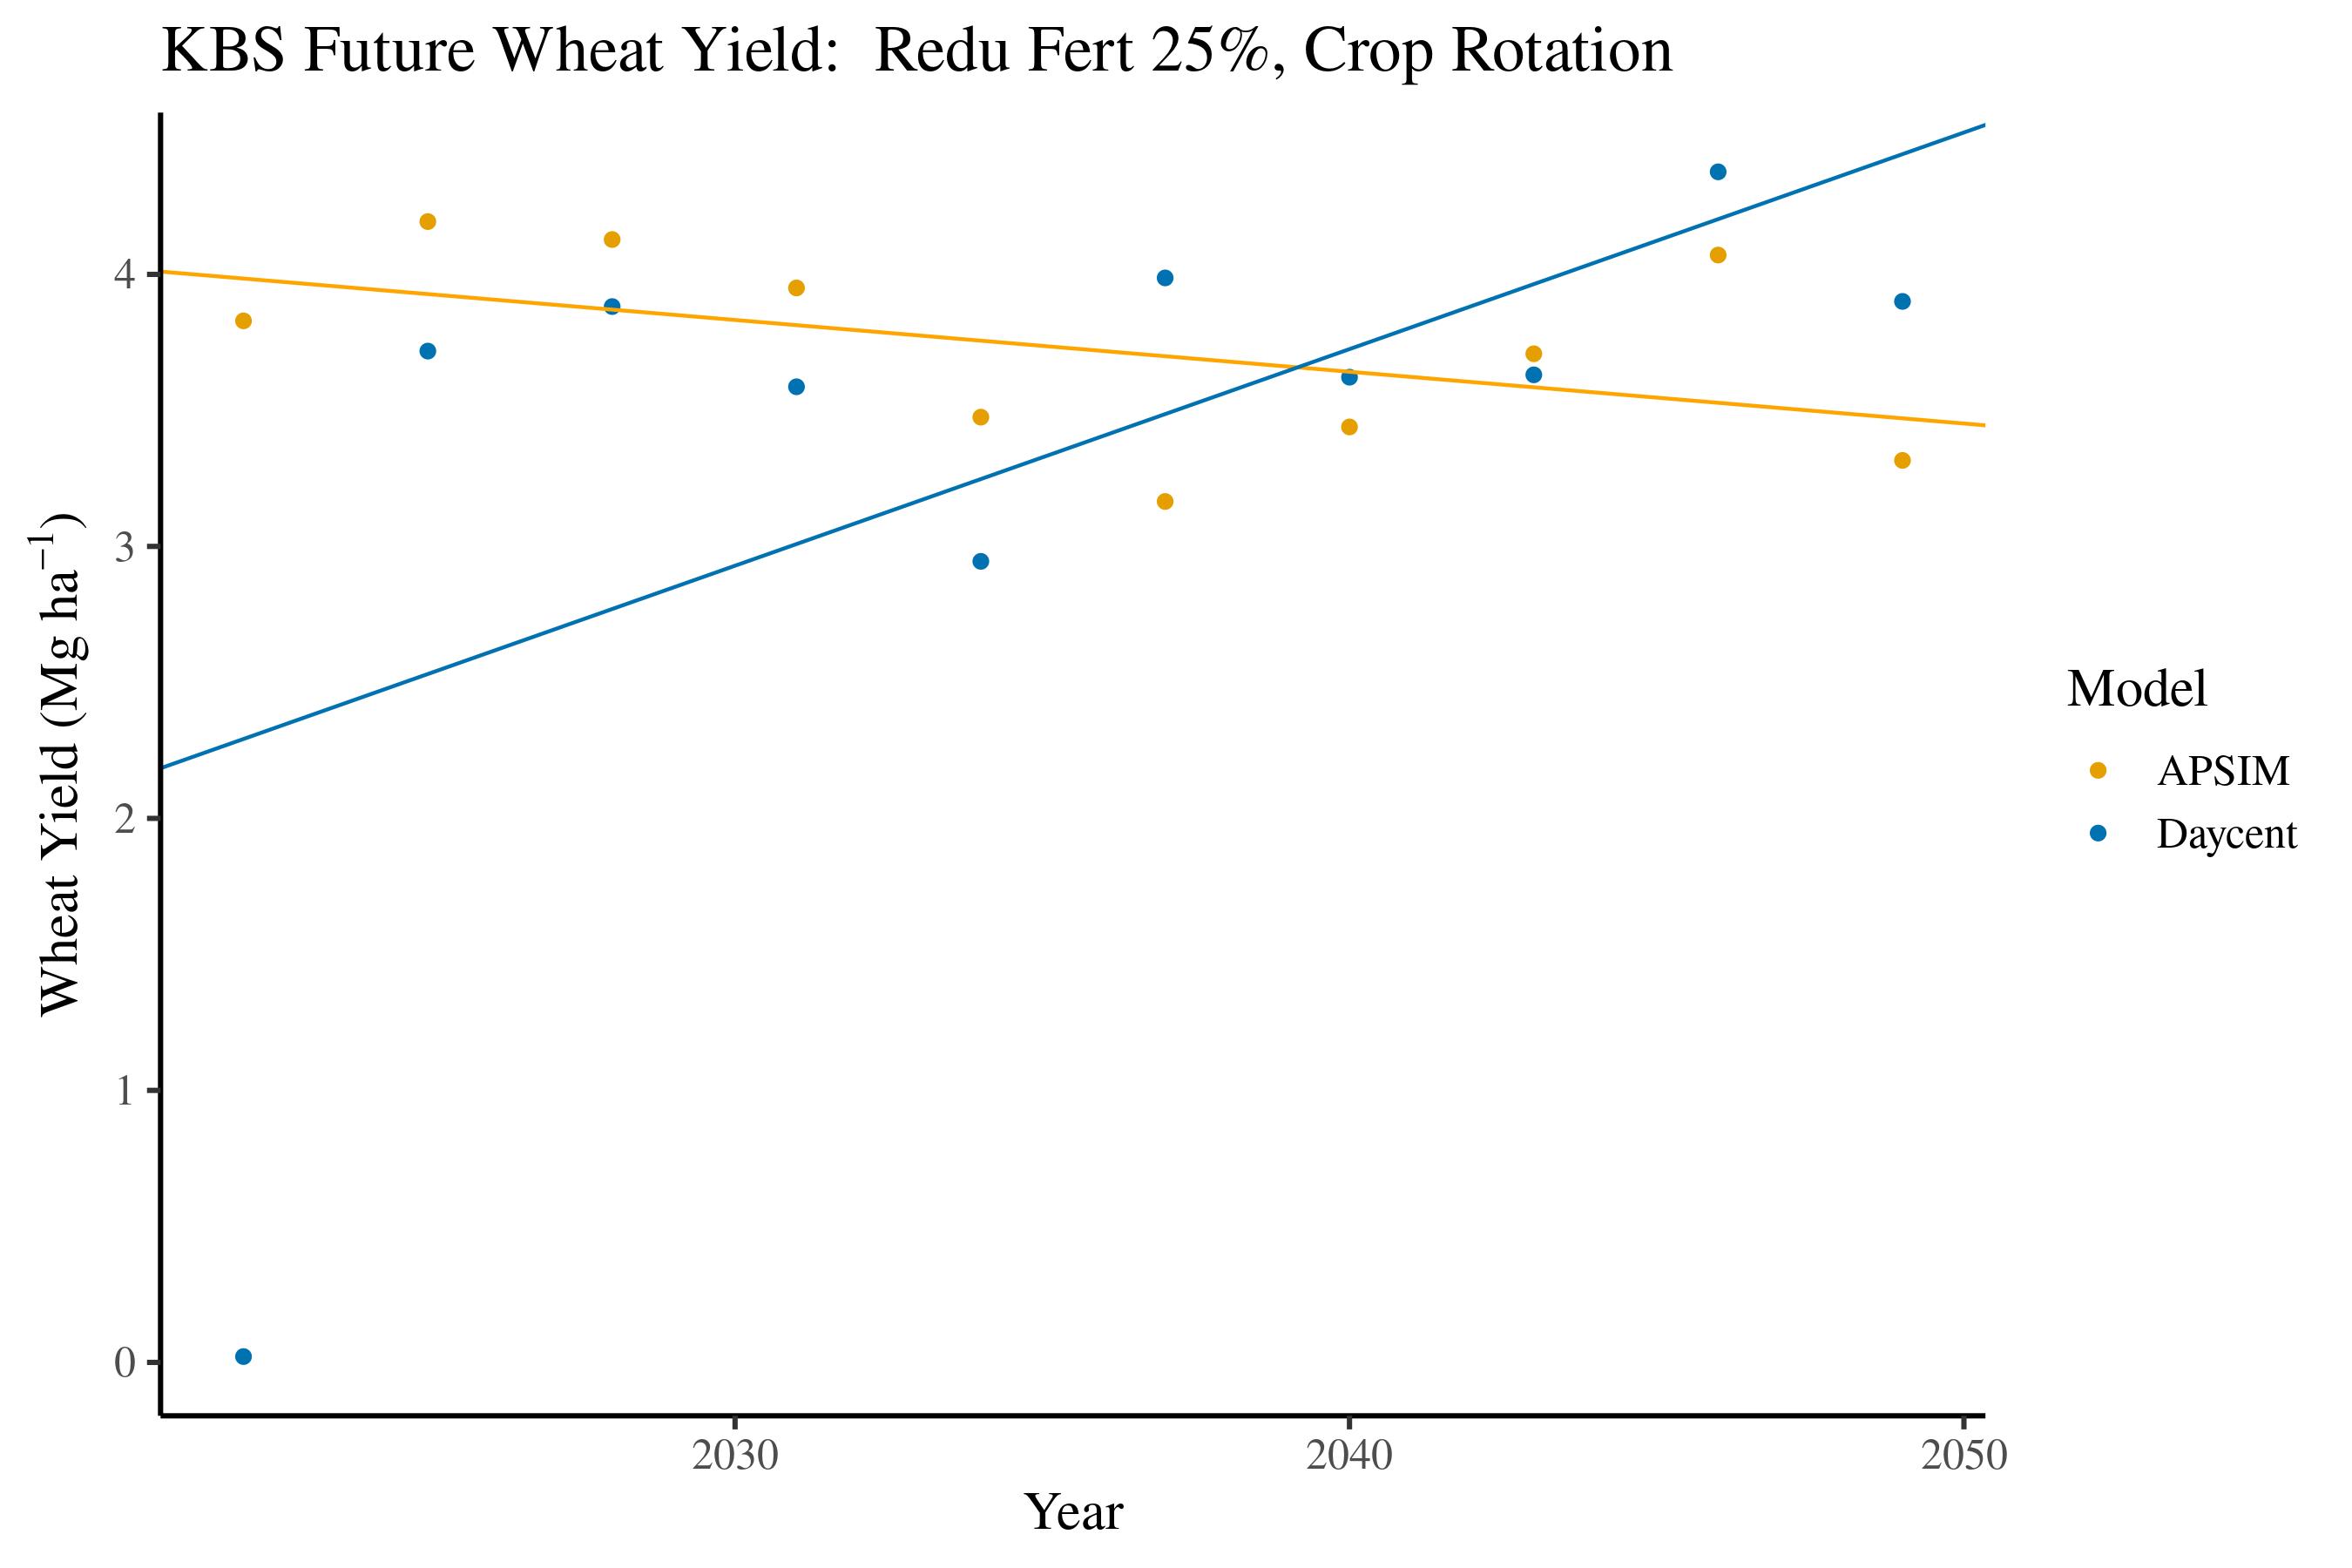 KBS Future Wheat Yield:  Redu Fert 25%, Crop Rotation
Wheat Yield (Mg ha⁻¹)
4
3
2
1
0
2030
2040
2050
Year
Model
APSIM
Daycent